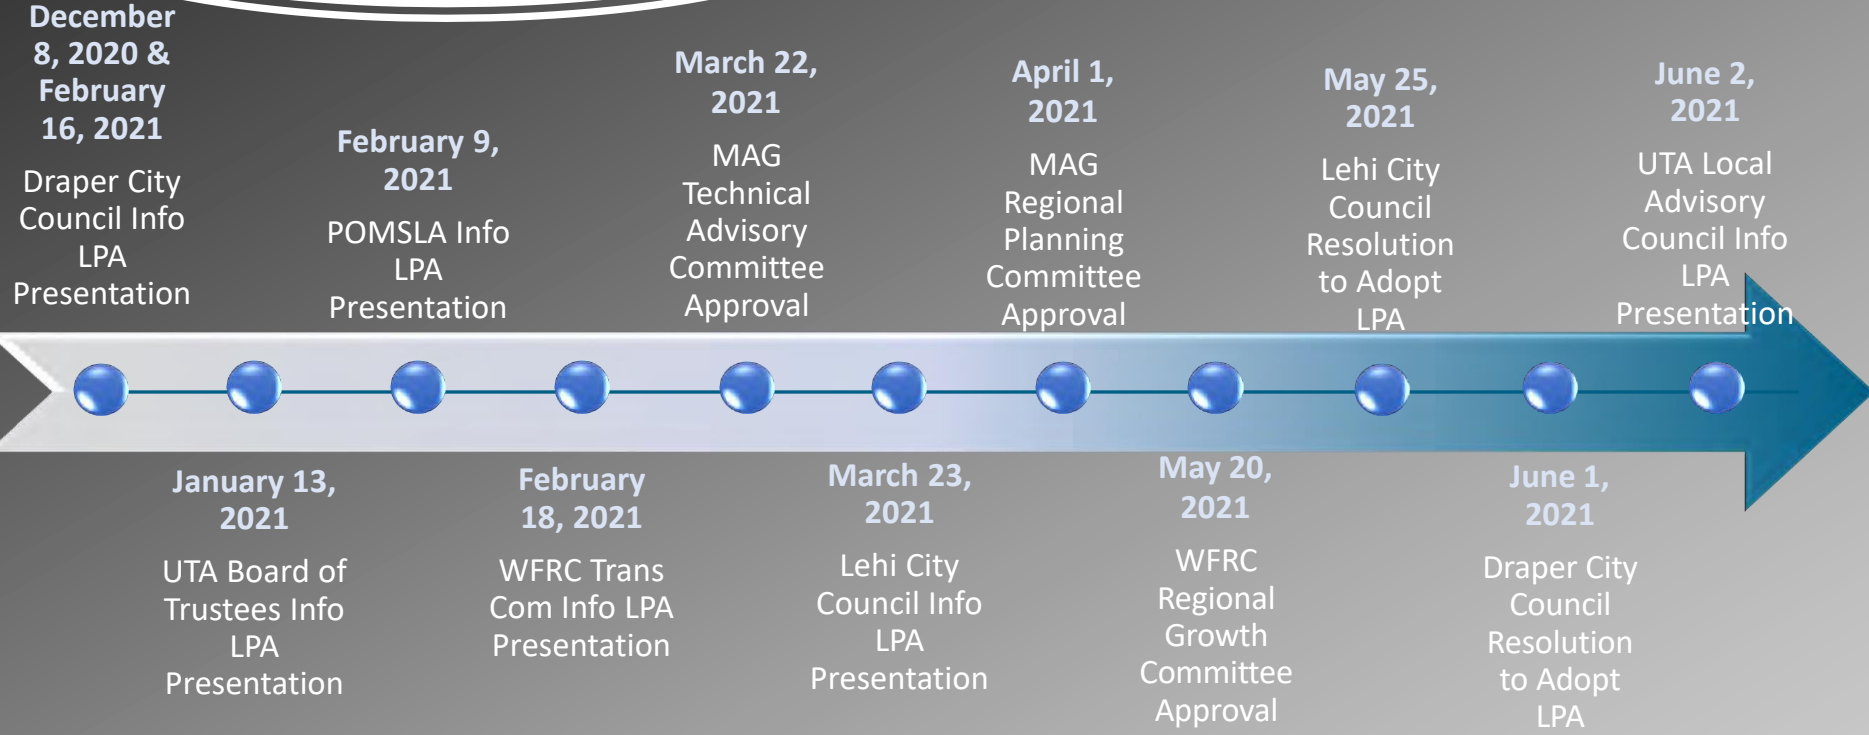 December
8, 2020 &
February
16, 2021
Draper City
Council Info
LPA
Presentation
January 13,
2021
UTA Board of
Trustees Info
LPA
Presentation
February 9,
2021
POMSLA Info
LPA
Presentation
February
18, 2021
WFRC Trans
Com Info LPA
Presentation
March 22,
2021
MAG
Technical
Advisory
Committee
Approval
March 23,
2021
Lehi City
Council Info
LPA
Presentation
April 1,
2021
MAG
Regional
Planning
Committee
Approval
May 20,
2021
WFRC
Regional
Growth
Committee
Approval
May 25,
2021
Lehi City
Council
Resolution
to Adopt
LPA
June 1,
2021
Draper City
Council
Resolution
to Adopt
LPA
June 2,
2021
UTA Local
Advisory
Council Info
LPA
Presentation